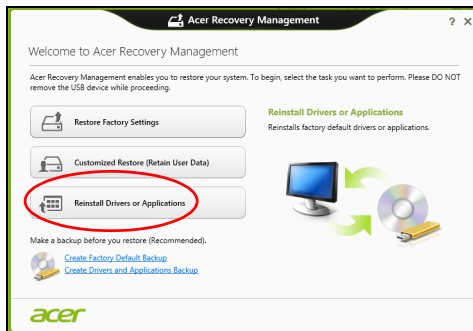 Acer Recovery Management
? X
Welcome to Acer Recovery Management
Acer Recovery Management enables you to restore your system. To begin, select the task you want to perform. Please DO NOT
remove the USB device while proceeding.
Restore Factory Settings
Customized Restore (Retain User Data)
Reinstall Drivers or Applications
Reinstall Drivers or Applications
Reinstalls factory default drivers or applications.
Make a backup before you restore (Recommended).
Create Factory Default Backup
Create Drivers and Applications Backup
acer